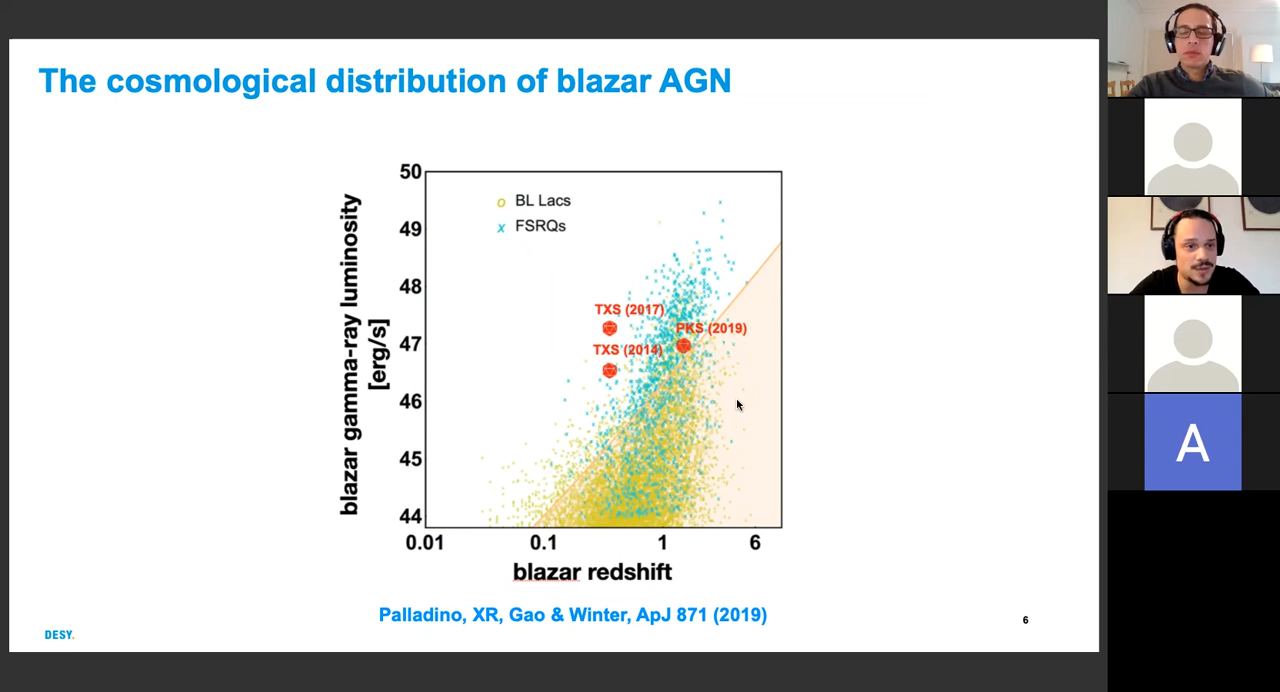 The cosmological distribution of blazar AGN
blazar gamma-ray luminosity
[erg/s]
50
49
48
47
46
45
44
o BL Lacs
x FSRQs
TXS (2017)
PKS (2019)
TXS (2014)
0.01
0.1
1
6
blazar redshift
Palladino, XR, Gao & Winter, ApJ 871 (2019)
DESY.
6
A